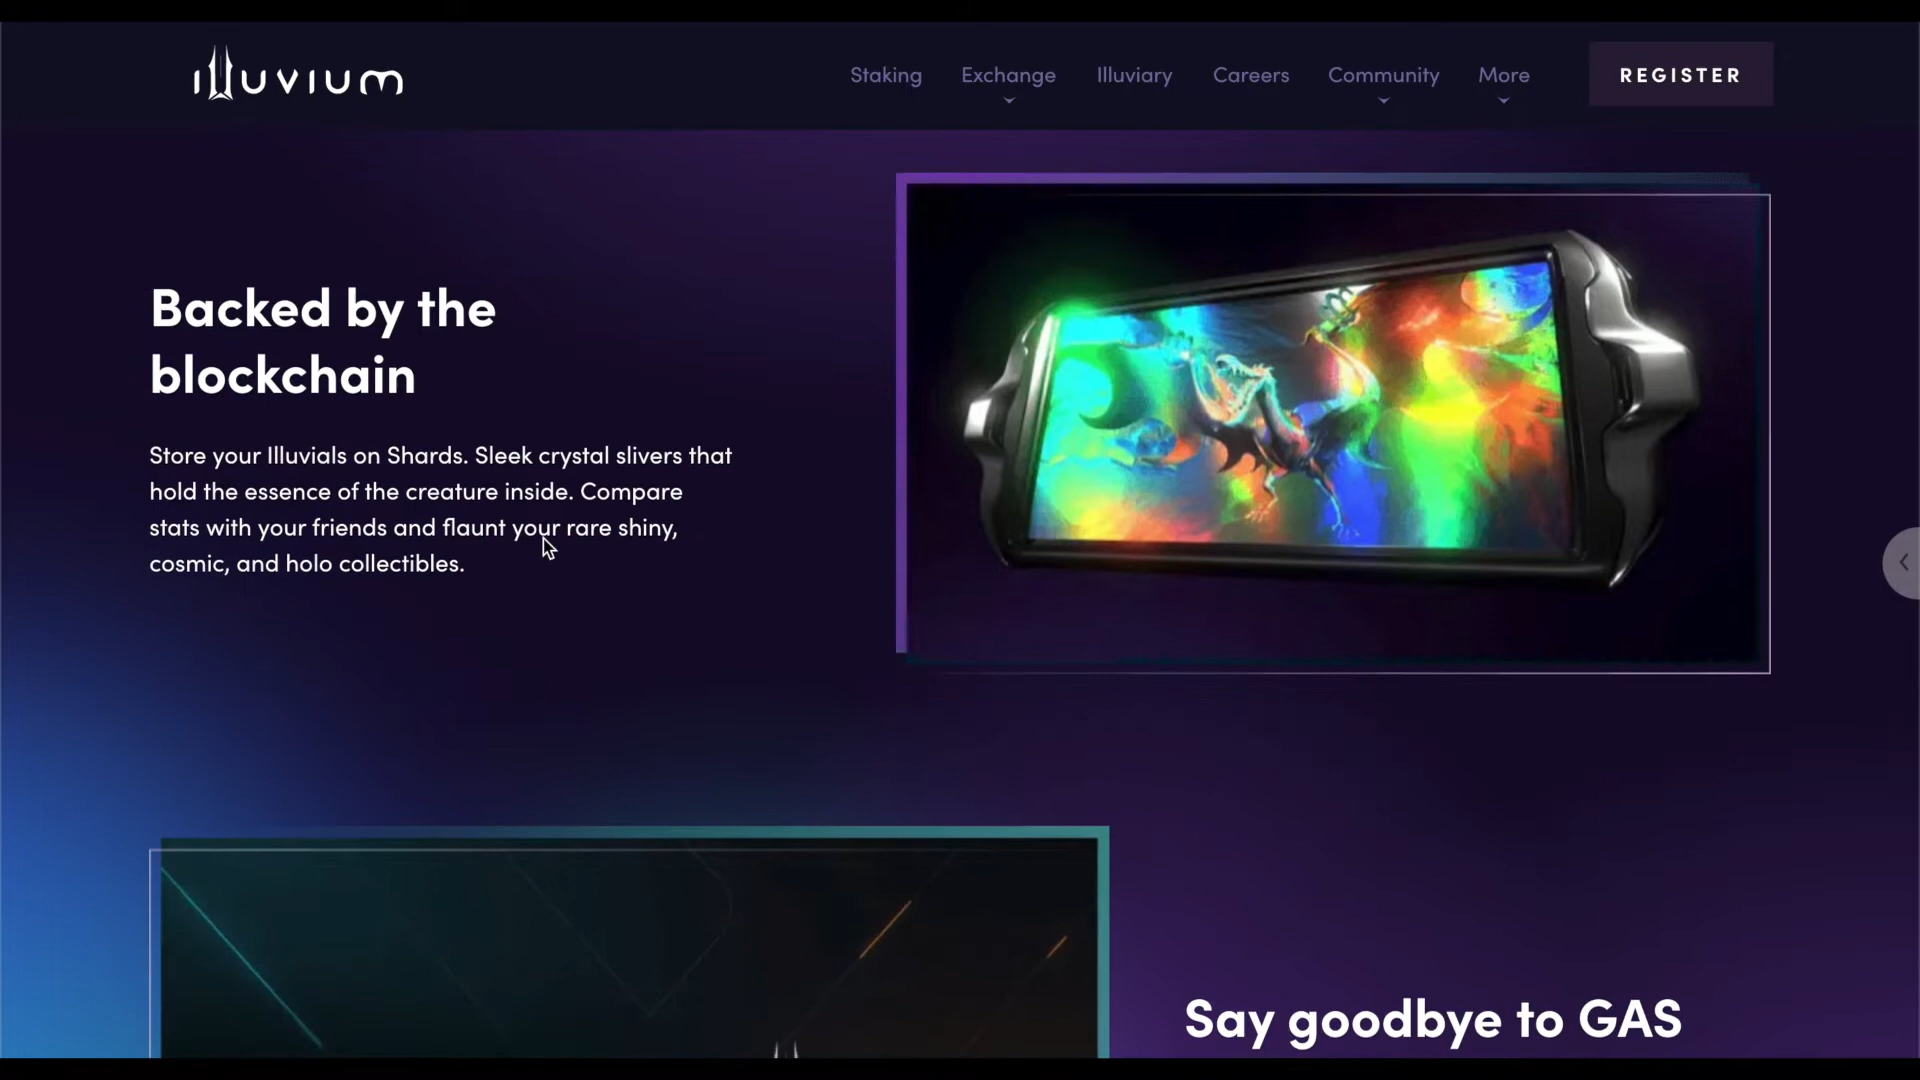 illuvium
Staking
Exchange
Illuviary
Careers
Community
More
REGISTER
Backed by the
blockchain
Store your Illuvials on Shards. Sleek crystal slivers that
hold the essence of the creature inside. Compare
stats with your friends and flaunt your rare shiny,
cosmic, and holo collectibles.
Say goodbye to GAS